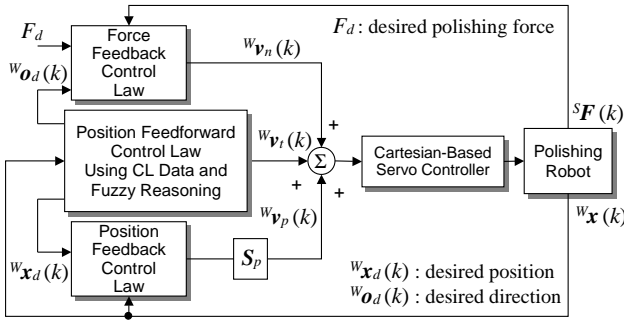 F_d
Force
Feedback
Control
Law
^W v_n(k)
F_d : desired polishing force
^W o_d(k)
^S F(k)
Position Feedforward
Control Law
Using CL Data and
Fuzzy Reasoning
^W v_t(k)
+
Σ
+
+
Cartesian-Based
Servo Controller
Polishing
Robot
^W v_p(k)
^W x(k)
^W x_d(k)
Position
Feedback
Control
Law
S_p
^W x_d(k) : desired position
^W o_d(k) : desired direction